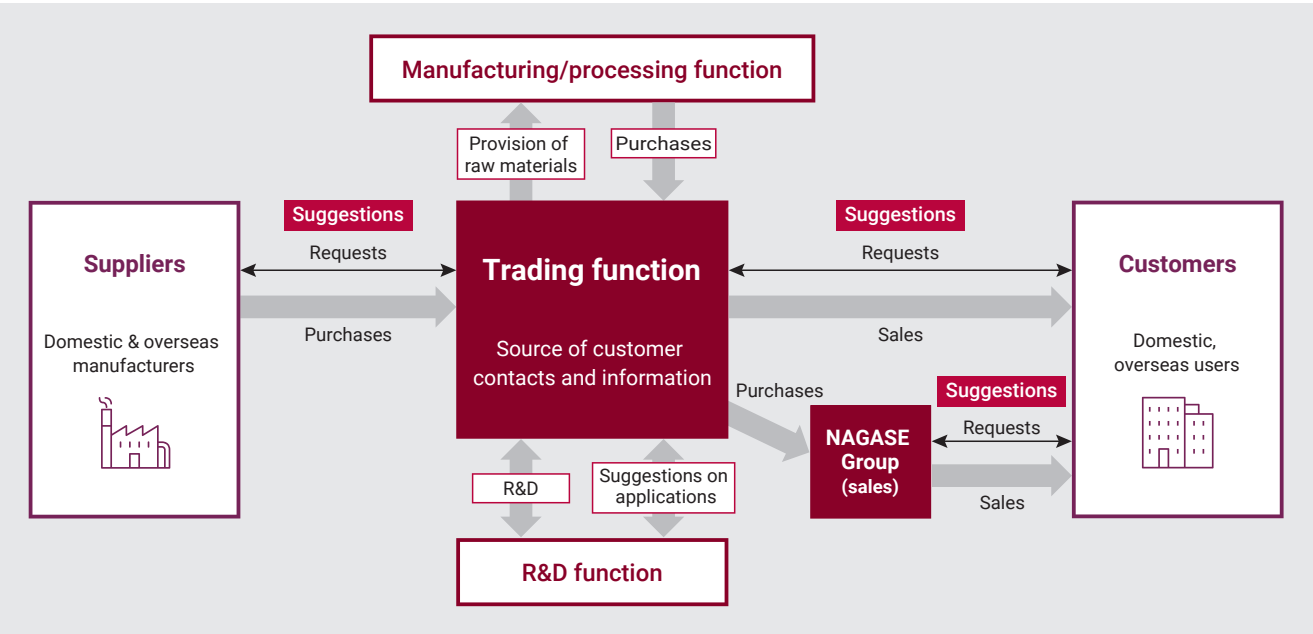 Manufacturing/processing function
Provision of
raw materials
Purchases
Suppliers
Domestic & overseas
manufacturers
Suggestions
Requests
Purchases
Trading function
Source of customer
contacts and information
Suggestions
Requests
Sales
Customers
Domestic,
overseas users
Purchases
NAGASE
Group
(sales)
Suggestions
Requests
Sales
R&D
Suggestions on
applications
R&D function